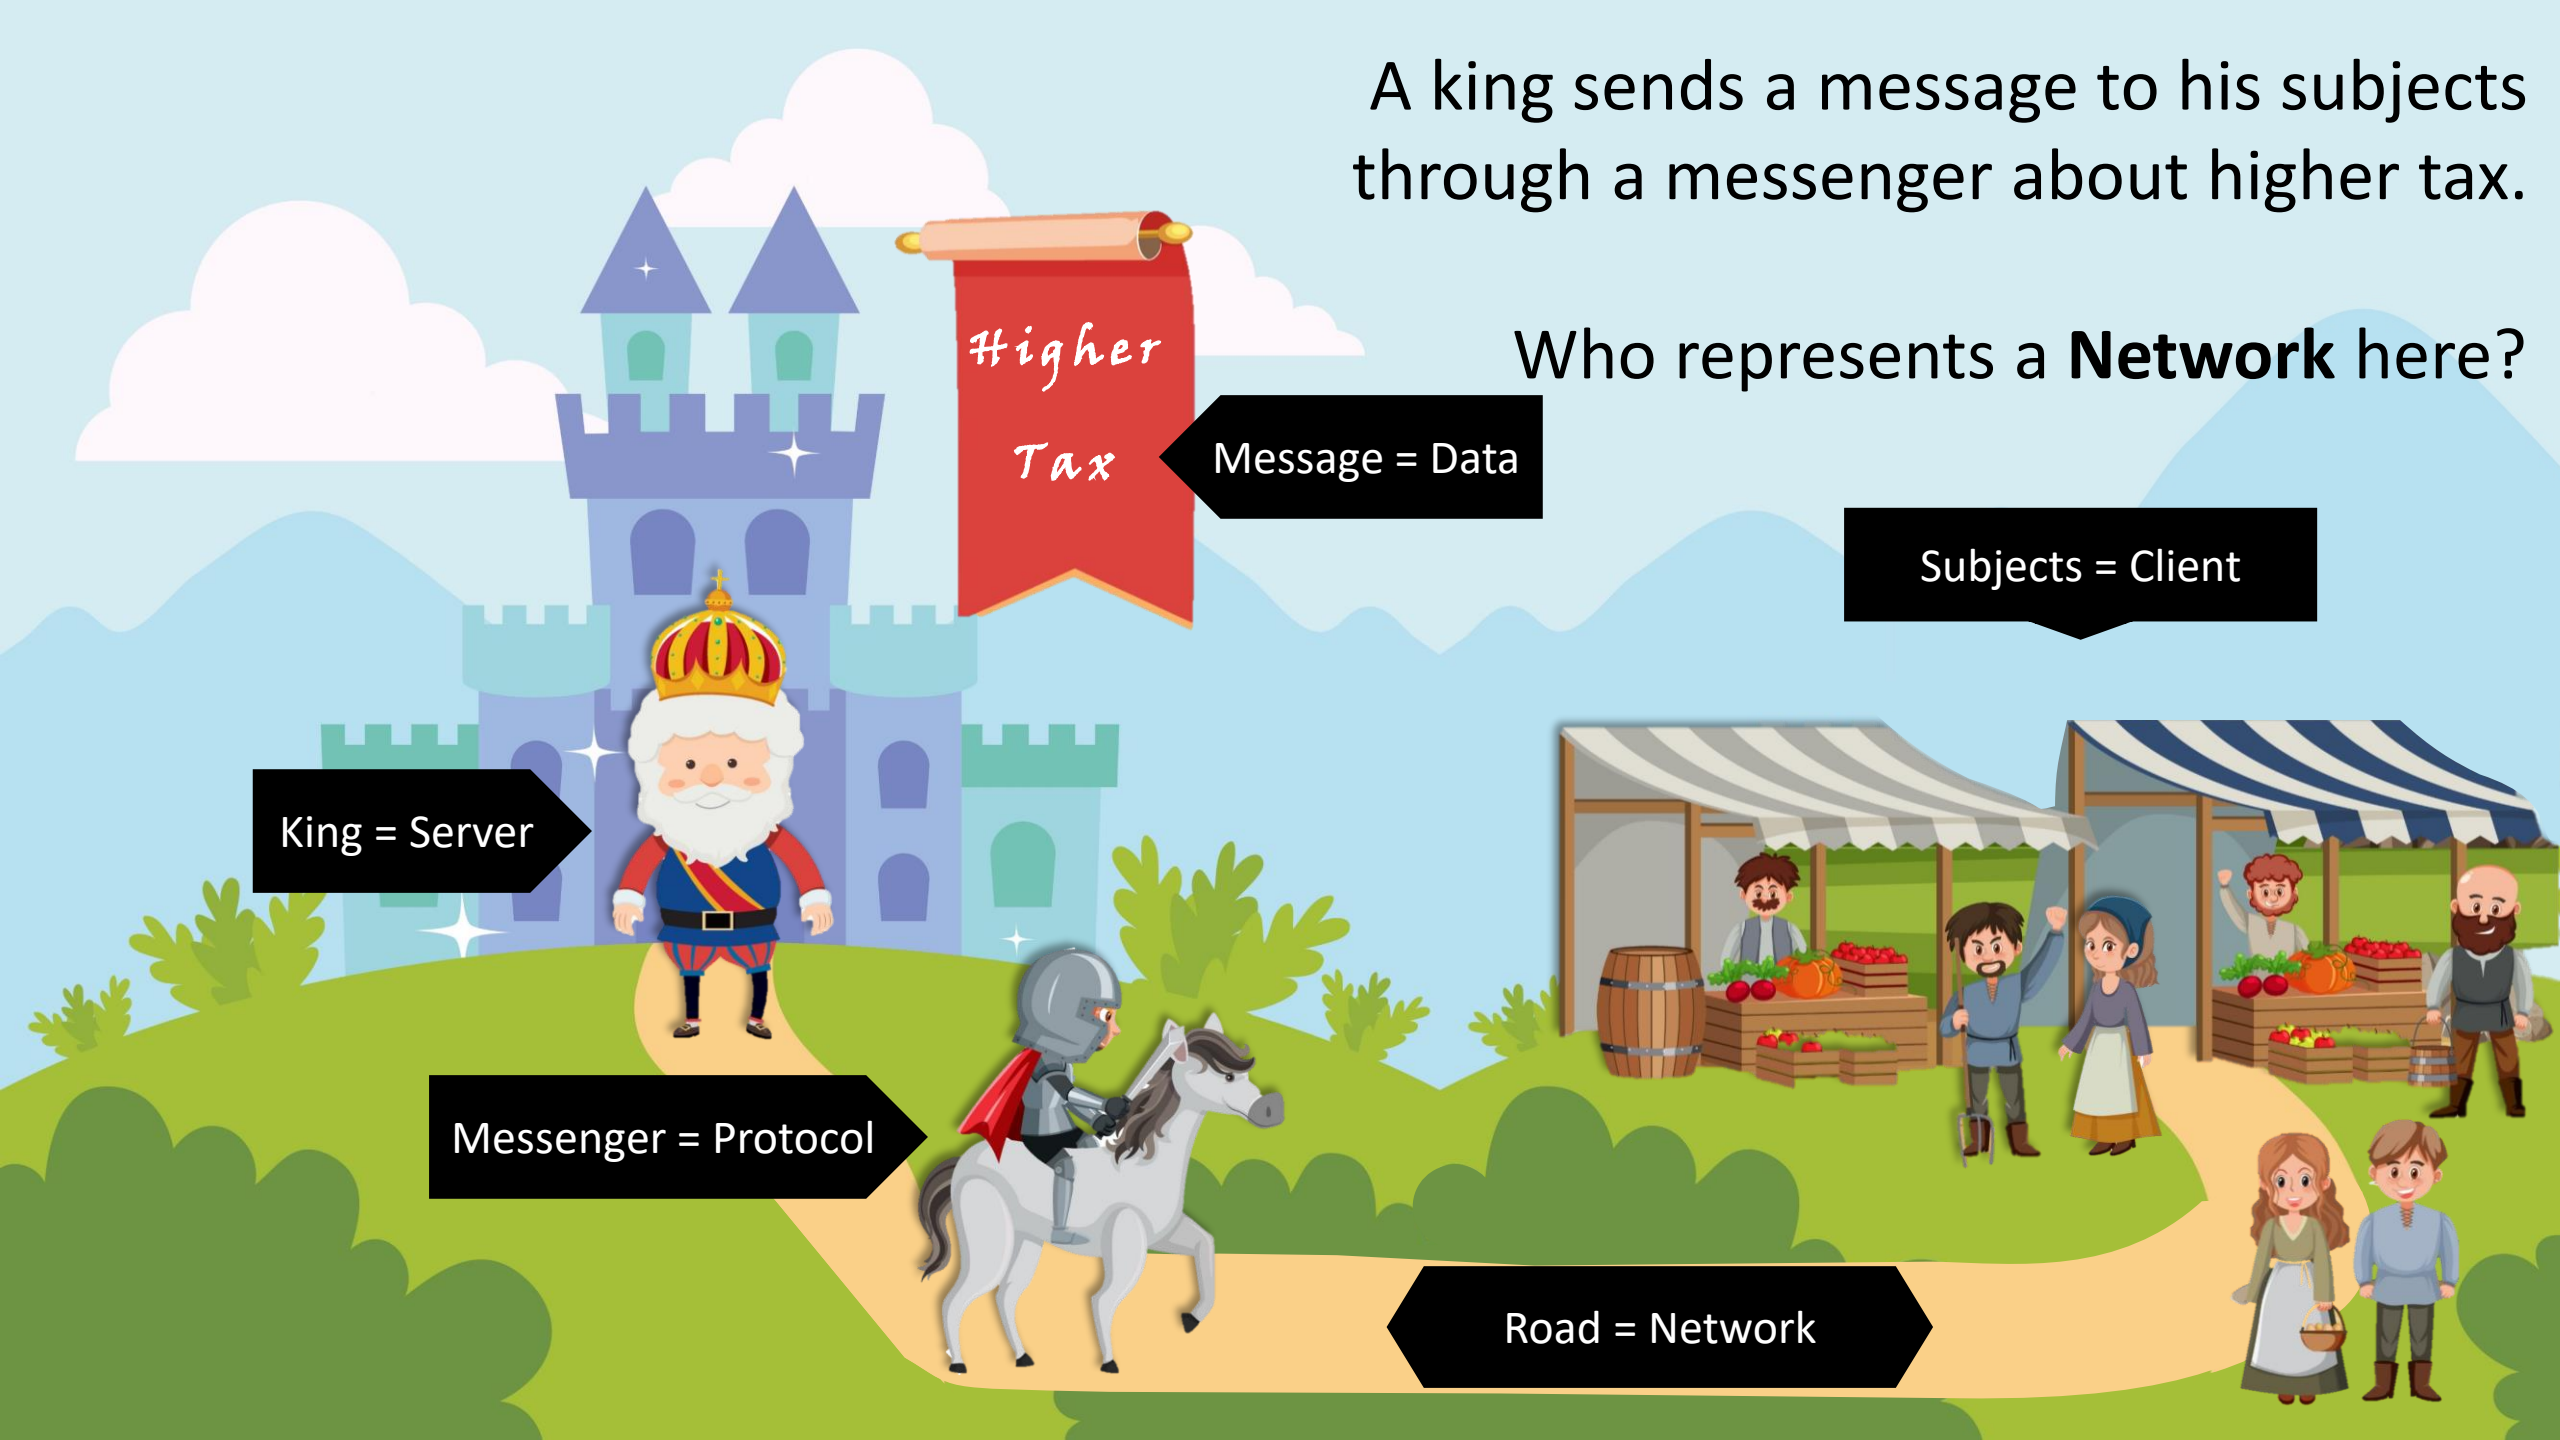 A king sends a message to his subjects
through a messenger about higher tax.
Who represents a Network here?
Higher
Tax
Message = Data
Subjects = Client
King = Server
Messenger = Protocol
Road = Network